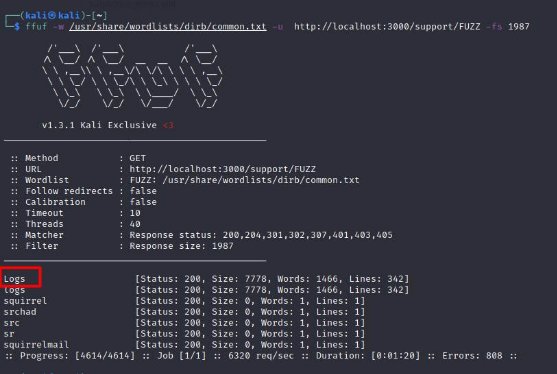 (kali㉿kali)-[~]
$ ffuf -w /usr/share/wordlists/dirb/common.txt -u http://localhost:3000/support/FUZZ -fs 1987
v1.3.1 Kali Exclusive <3
:: Method : GET
:: URL : http://localhost:3000/support/FUZZ
:: Wordlist : FUZZ: /usr/share/wordlists/dirb/common.txt
:: Follow redirects : false
:: Calibration : false
:: Timeout : 10
:: Threads : 40
:: Matcher : Response status: 200,204,301,302,307,401,403,405
:: Filter : Response size: 1987
Logs [Status: 200, Size: 7778, Words: 1466, Lines: 342]
logs [Status: 200, Size: 7778, Words: 1466, Lines: 342]
squirrel [Status: 200, Size: 0, Words: 1, Lines: 1]
srchad [Status: 200, Size: 0, Words: 1, Lines: 1]
src [Status: 200, Size: 0, Words: 1, Lines: 1]
sr [Status: 200, Size: 0, Words: 1, Lines: 1]
squirrelmail [Status: 200, Size: 0, Words: 1, Lines: 1]
:: Progress: [4614/4614] :: Job [1/1] :: 6320 req/sec :: Duration: [0:01:20] :: Errors: 808 ::